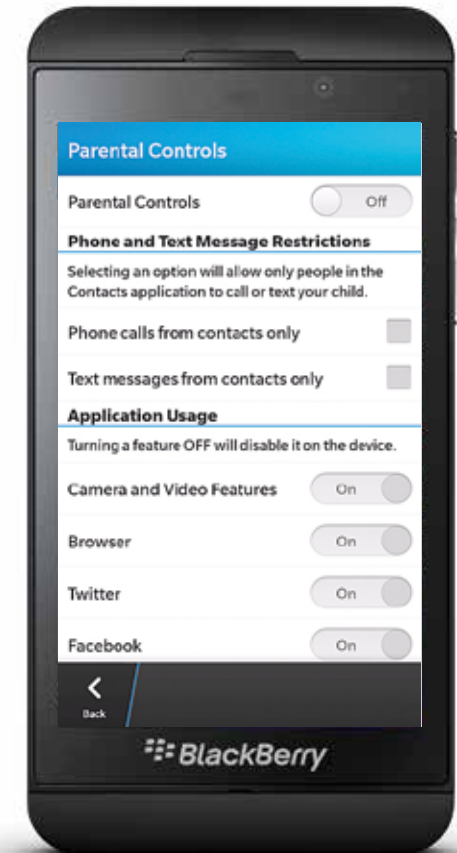 Parental Controls
Parental Controls Off
Phone and Text Message Restrictions
Selecting an option will allow only people in the
Contacts application to call or text your child.
Phone calls from contacts only
Text messages from contacts only
Application Usage
Turning a feature OFF will disable it on the device.
Camera and Video Features On
Browser On
Twitter On
Facebook On
Back
BlackBerry